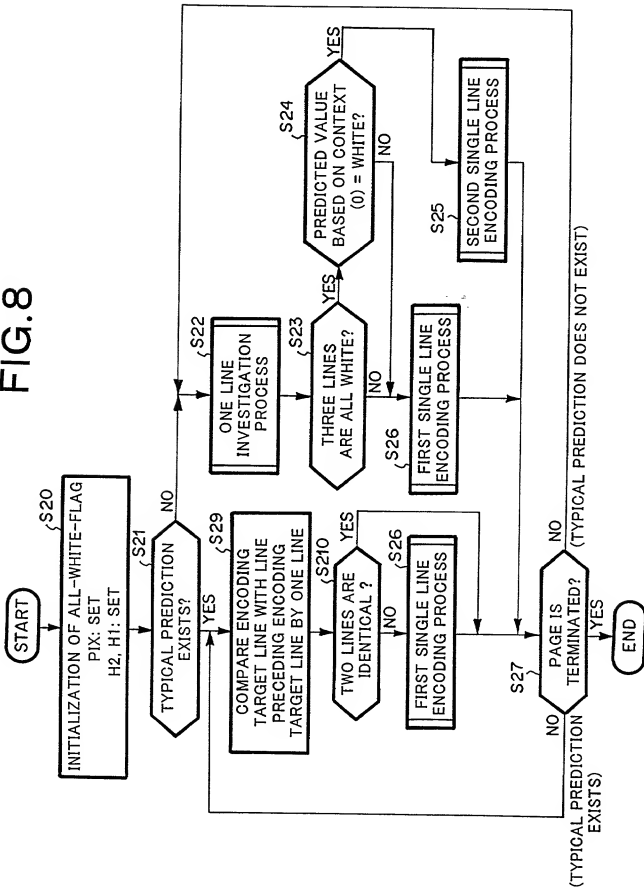 FIG.8
START
S20
INITIALIZATION OF ALL-WHITE-FLAG
PIX: SET
H2, H1: SET
S21
TYPICAL PREDICTION
EXISTS?
NO
YES
S29
COMPARE ENCODING
TARGET LINE WITH LINE
PRECEDING ENCODING
TARGET LINE BY ONE LINE
S210
TWO LINES ARE
IDENTICAL?
YES
NO
S26
FIRST SINGLE LINE
ENCODING PROCESS
S22
ONE LINE
INVESTIGATION
PROCESS
S23
THREE LINES
ARE ALL WHITE?
YES
NO
S24
PREDICTED VALUE
BASED ON CONTEXT
(0) = WHITE?
YES
NO
S25
SECOND SINGLE LINE
ENCODING PROCESS
S26
FIRST SINGLE LINE
ENCODING PROCESS
S27
PAGE IS
TERMINATED?
NO
(TYPICAL PREDICTION
EXISTS)
NO
(TYPICAL PREDICTION DOES NOT EXIST)
YES
END